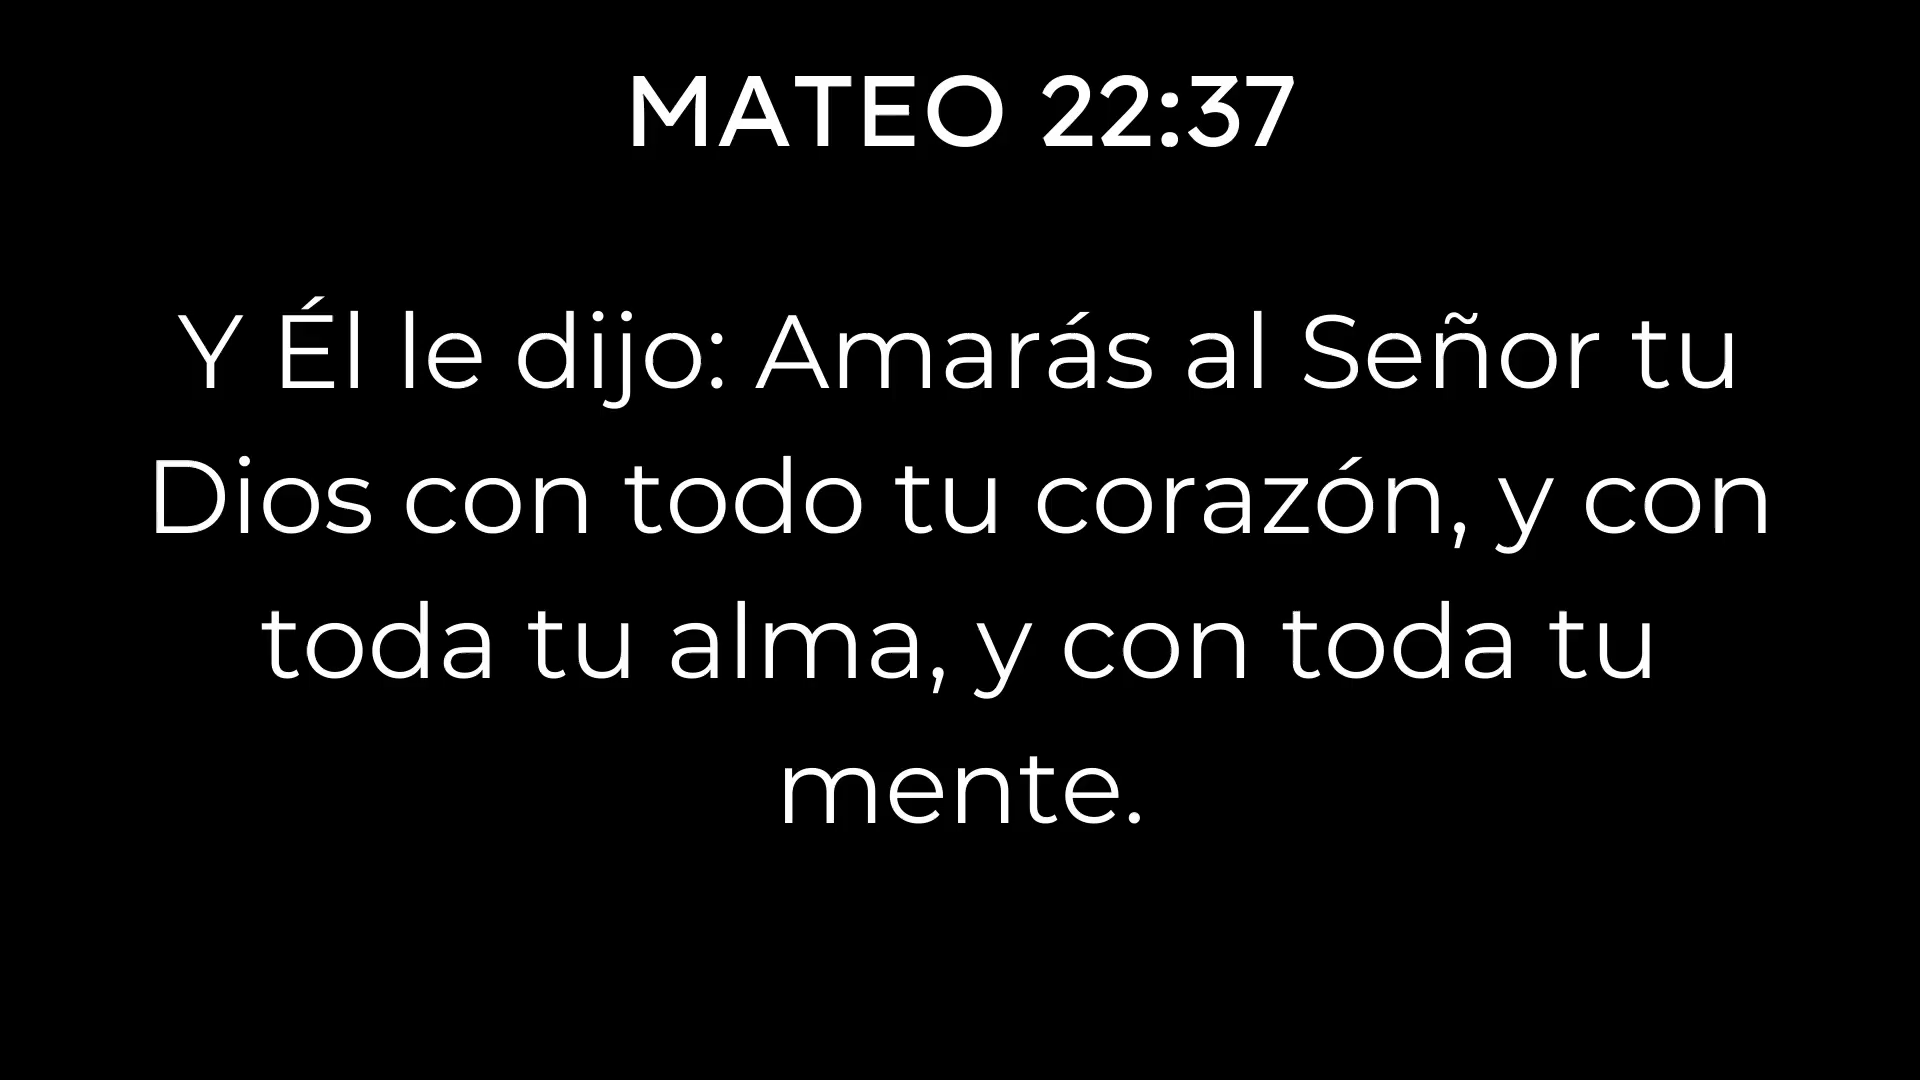 MATEO 22:37
Y Él le dijo: Amarás al Señor tu
Dios con todo tu corazón, y con
toda tu alma, y con toda tu
mente.